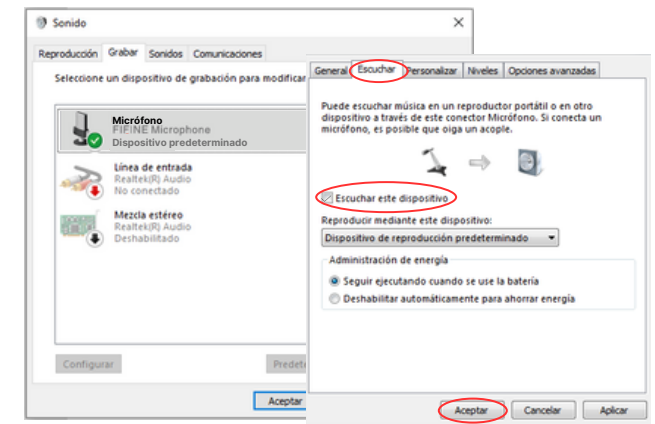 Sonido
Reproducción Grabar Sonidos Comunicaciones
Seleccione un dispositivo de grabación para modificar
Micrófono
FIFINE Microphone
Dispositivo predeterminado
Línea de entrada
Realtek(R) Audio
No conectado
Mezcla estéreo
Realtek(R) Audio
Deshabilitado
Configurar
Aceptar
General Escuchar Personalizar Niveles Opciones avanzadas
Puede escuchar música en un reproductor portátil o en otro
dispositivo a través de este conector Micrófono. Si conecta un
micrófono, es posible que oiga un acople.
Escuchar este dispositivo
Reproducir mediante este dispositivo:
Dispositivo de reproducción predeterminado
Administración de energía
Seguir ejecutando cuando se use la batería
Deshabilitar automáticamente para ahorrar energía
Aceptar Cancelar Aplicar